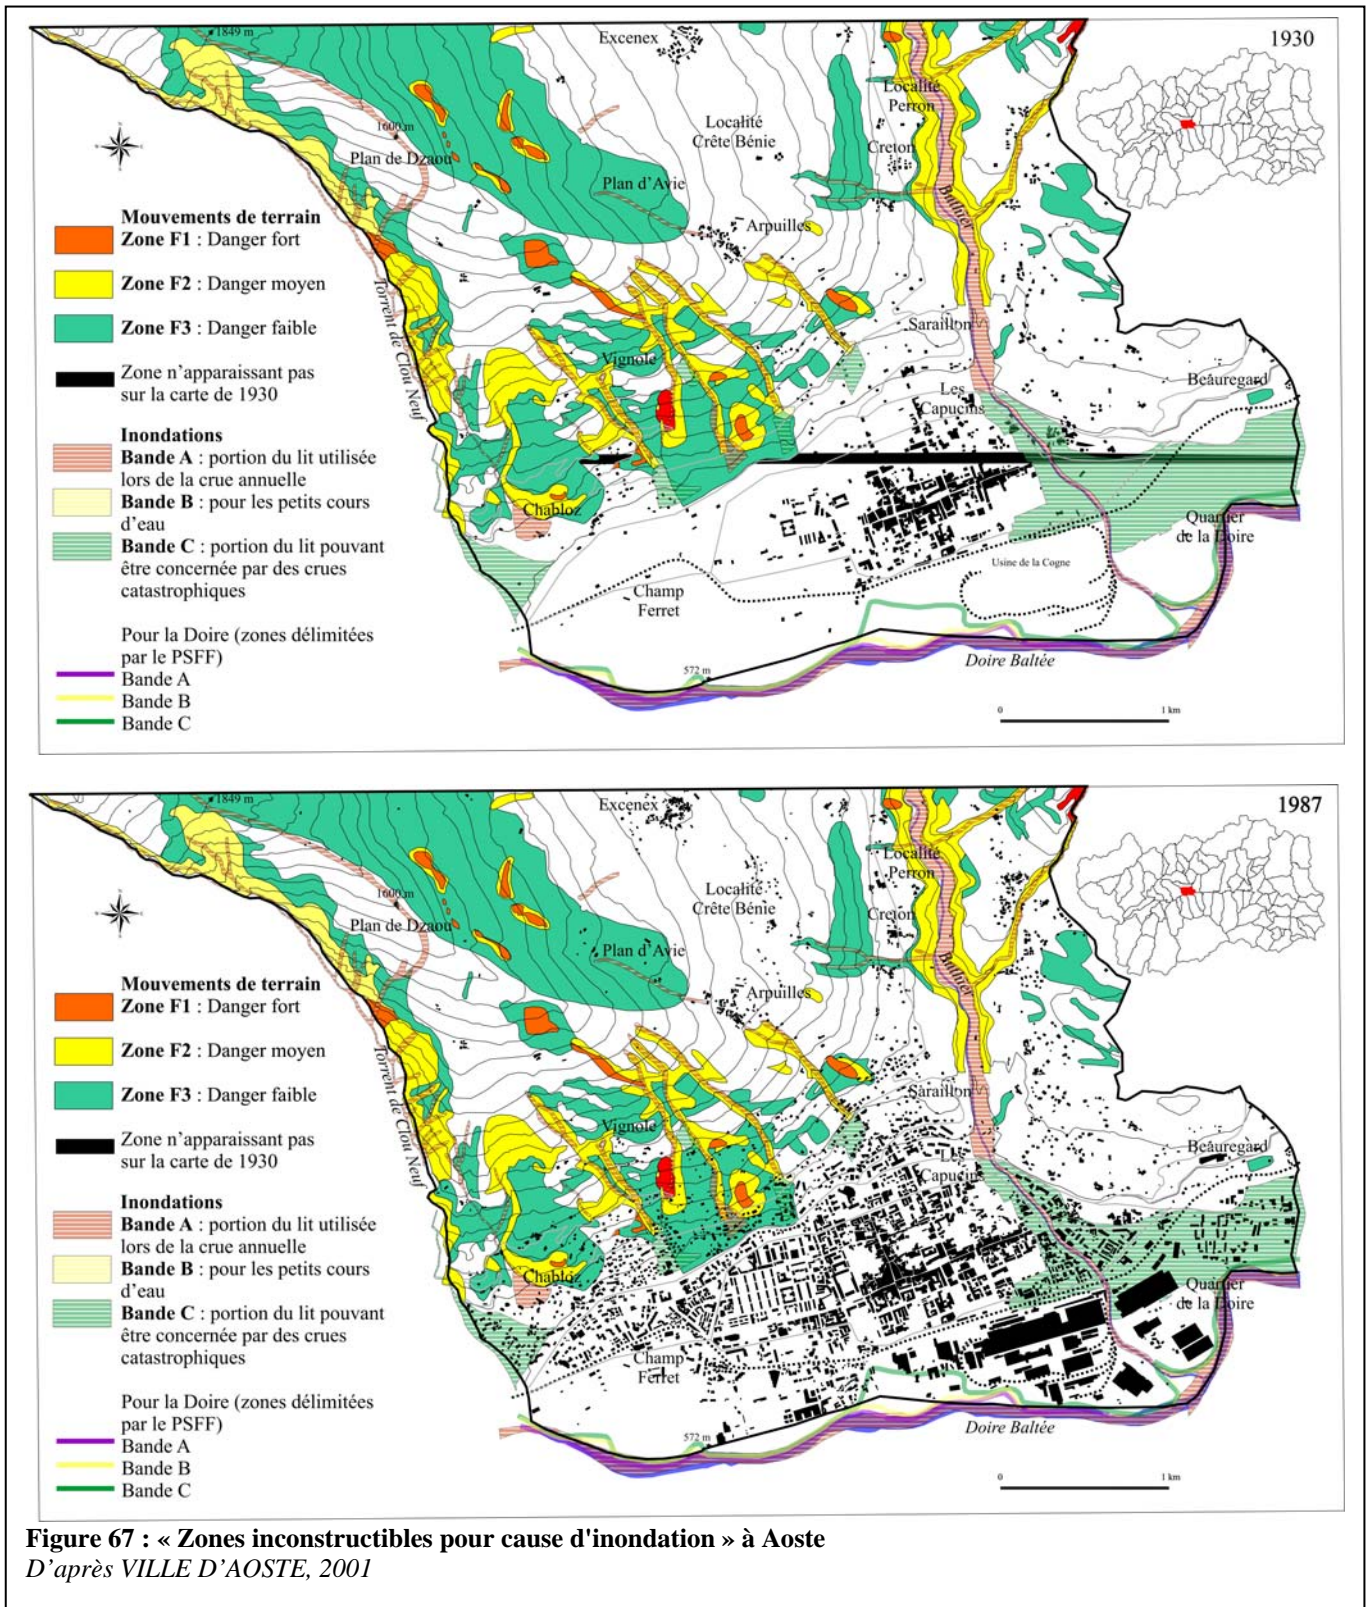 1930
1849 m
Excenex
Localité
Perron
1600 m
Localité
Crête Bénie
Plan de Dzaou
Creton
Plan d'Avie
Buthier
Arpuilles
Mouvements de terrain
Zone F1 : Danger fort
Zone F2 : Danger moyen
Zone F3 : Danger faible
Zone n'apparaissant pas
sur la carte de 1930
Torrent de Clou Neuf
Saraillon
Vignole
Beauregard
Les
Capucins
Inondations
Bande A : portion du lit utilisée
lors de la crue annuelle
Bande B : pour les petits cours
d'eau
Bande C : portion du lit pouvant
être concernée par des crues
catastrophiques
Chabloz
Quartier
de la Doire
Usine de la Cogne
Champ
Ferret
Pour la Doire (zones délimitées
par le PSFF)
Bande A
Bande B
Bande C
572 m
Doire Baltée
0 1 km
1987
1849 m
Excenex
Localité
Perron
1600 m
Localité
Crête Bénie
Plan de Dzaou
Creton
Plan d'Avie
Buthier
Arpuilles
Mouvements de terrain
Zone F1 : Danger fort
Zone F2 : Danger moyen
Zone F3 : Danger faible
Zone n'apparaissant pas
sur la carte de 1930
Torrent de Clou Neuf
Saraillon
Vignole
Beauregard
Les
Capucins
Inondations
Bande A : portion du lit utilisée
lors de la crue annuelle
Bande B : pour les petits cours
d'eau
Bande C : portion du lit pouvant
être concernée par des crues
catastrophiques
Chabloz
Quartier
de la Doire
Champ
Ferret
Pour la Doire (zones délimitées
par le PSFF)
Bande A
Bande B
Bande C
572 m
Doire Baltée
0 1 km
Figure 67 : « Zones inconstructibles pour cause d'inondation » à Aoste
D'après VILLE D'AOSTE, 2001